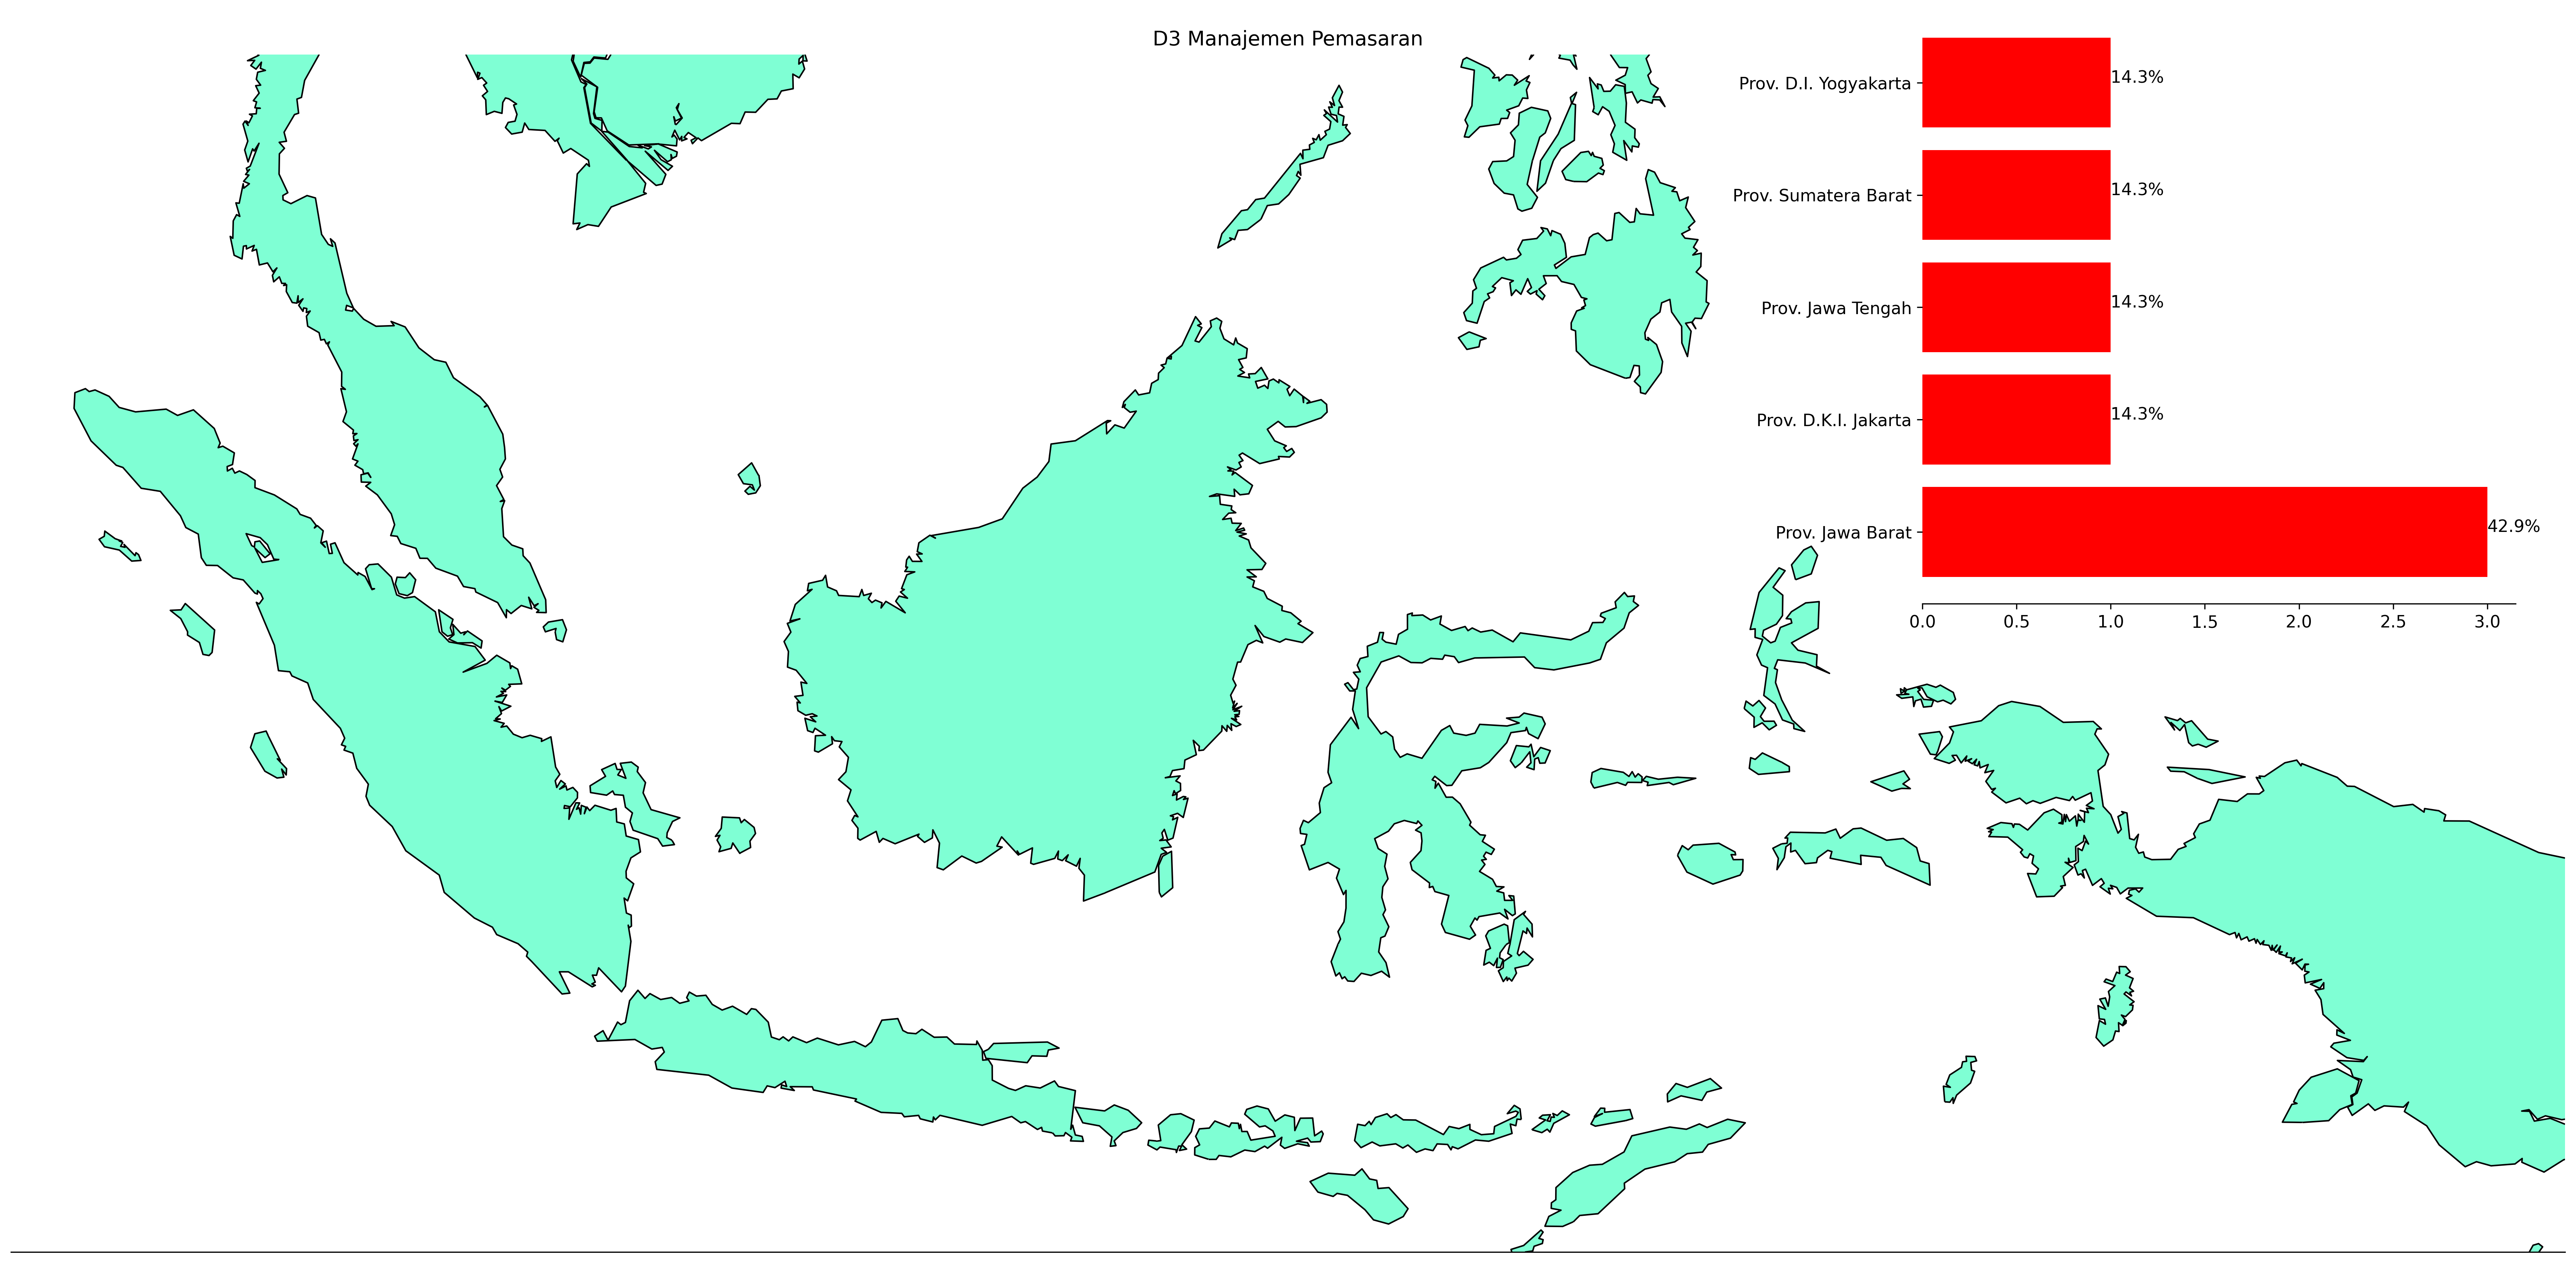 D3 Manajemen Pemasaran
Prov. D.I. Yogyakarta 14.3%
Prov. Sumatera Barat 14.3%
Prov. Jawa Tengah 14.3%
Prov. D.K.I. Jakarta 14.3%
Prov. Jawa Barat 42.9%
0.0 0.5 1.0 1.5 2.0 2.5 3.0